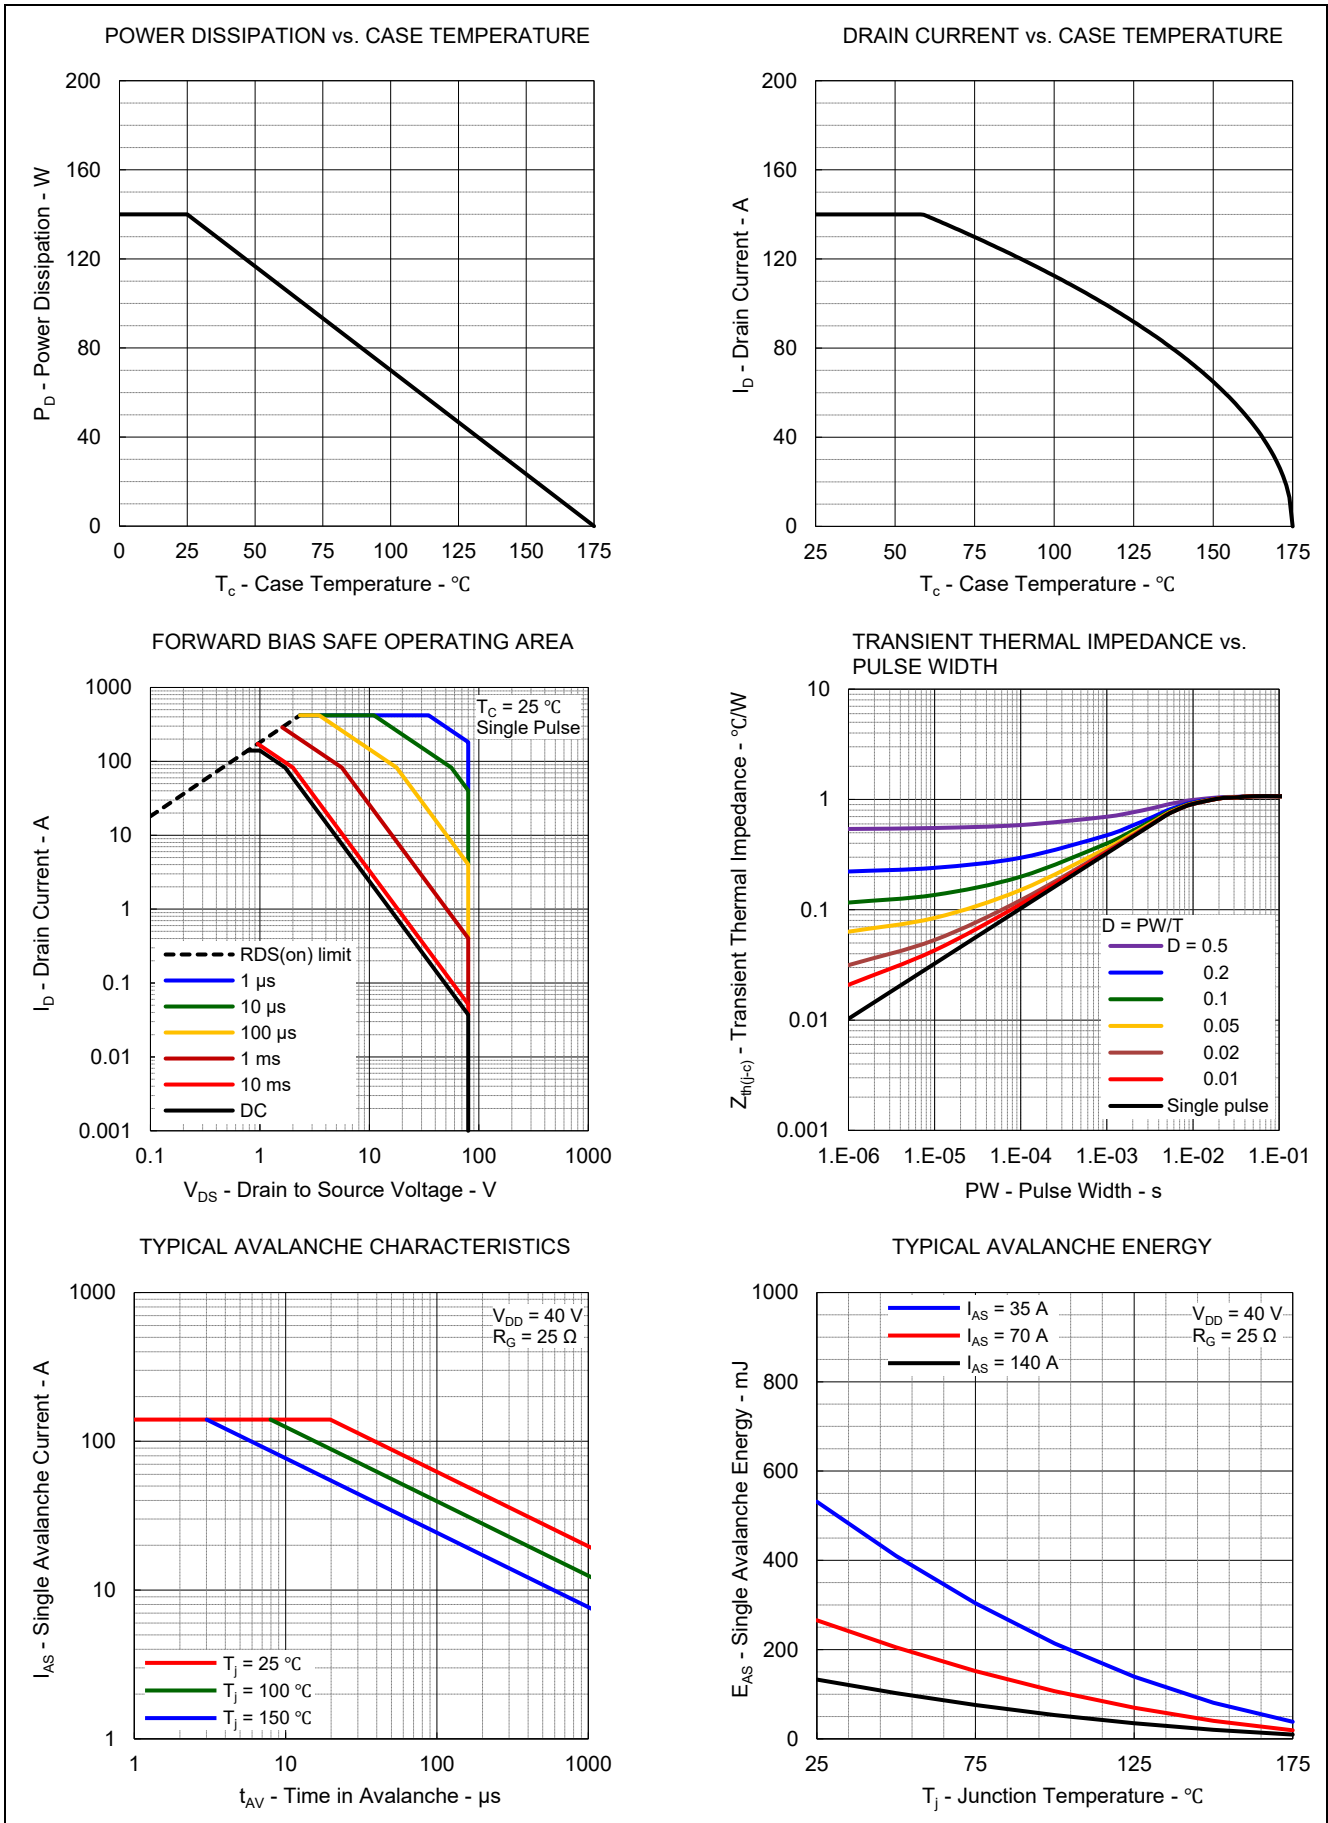 POWER DISSIPATION vs. CASE TEMPERATURE
200
160
120
80
40
0
P_D - Power Dissipation - W
0 25 50 75 100 125 150 175
T_c - Case Temperature - ℃
DRAIN CURRENT vs. CASE TEMPERATURE
200
160
120
80
40
0
I_D - Drain Current - A
25 50 75 100 125 150 175
T_c - Case Temperature - ℃
FORWARD BIAS SAFE OPERATING AREA
1000
100
10
1
0.1
0.01
0.001
I_D - Drain Current - A
T_C = 25 ℃
Single Pulse
RDS(on) limit
1 µs
10 µs
100 µs
1 ms
10 ms
DC
0.1 1 10 100 1000
V_DS - Drain to Source Voltage - V
TRANSIENT THERMAL IMPEDANCE vs.
PULSE WIDTH
10
1
0.1
0.01
0.001
Z_th(j-c) - Transient Thermal Impedance - ℃/W
D = PW/T
D = 0.5
0.2
0.1
0.05
0.02
0.01
Single pulse
1.E-06 1.E-05 1.E-04 1.E-03 1.E-02 1.E-01
PW - Pulse Width - s
TYPICAL AVALANCHE CHARACTERISTICS
1000
100
10
1
I_AS - Single Avalanche Current - A
V_DD = 40 V
R_G = 25 Ω
T_j = 25 ℃
T_j = 100 ℃
T_j = 150 ℃
1 10 100 1000
t_AV - Time in Avalanche - µs
TYPICAL AVALANCHE ENERGY
1000
800
600
400
200
0
E_AS - Single Avalanche Energy - mJ
I_AS = 35 A
I_AS = 70 A
I_AS = 140 A
V_DD = 40 V
R_G = 25 Ω
25 75 125 175
T_j - Junction Temperature - ℃